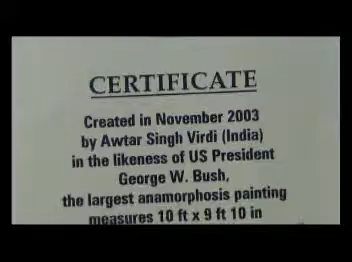 CERTIFICATE
Created in November 2003
by Awtar Singh Virdi (India)
in the likeness of US President
George W. Bush,
the largest anamorphosis painting
measures 10 ft x 9 ft 10 in